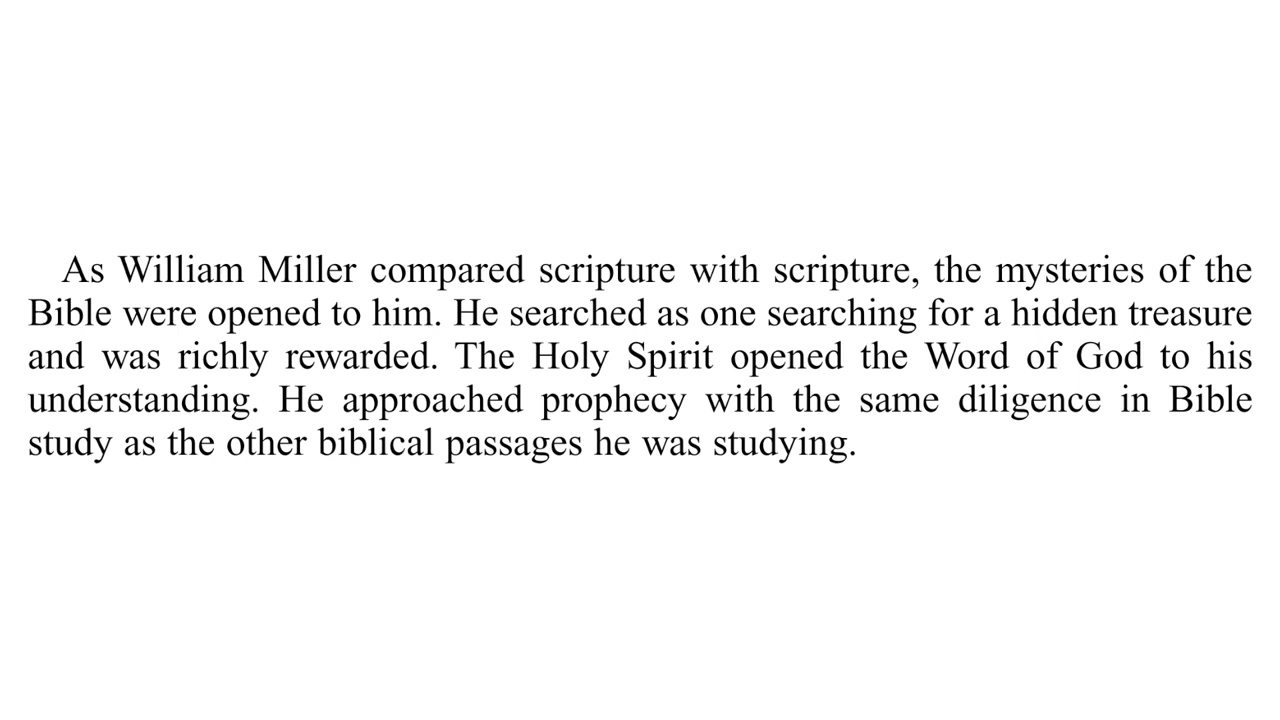 As William Miller compared scripture with scripture, the mysteries of the
Bible were opened to him. He searched as one searching for a hidden treasure
and was richly rewarded. The Holy Spirit opened the Word of God to his
understanding. He approached prophecy with the same diligence in Bible
study as the other biblical passages he was studying.